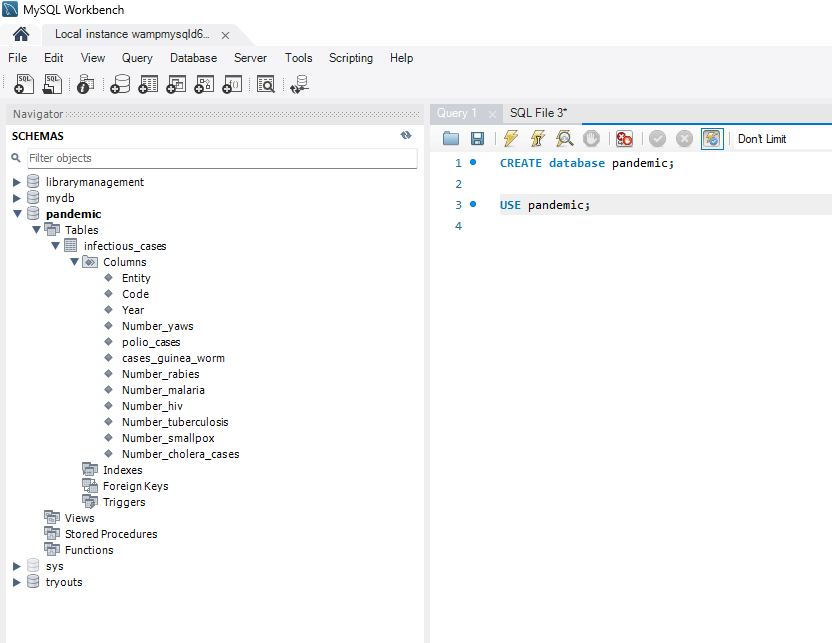 MySQL Workbench
Local instance wampmysqld6...
File Edit View Query Database Server Tools Scripting Help
Navigator
SCHEMAS
Filter objects
librarymanagement
mydb
pandemic
Tables
infectious_cases
Columns
Entity
Code
Year
Number_yaws
polio_cases
cases_guinea_worm
Number_rabies
Number_malaria
Number_hiv
Number_tuberculosis
Number_smallpox
Number_cholera_cases
Indexes
Foreign Keys
Triggers
Views
Stored Procedures
Functions
sys
tryouts
Query 1 SQL File 3*
Don't Limit
1 CREATE database pandemic;
2
3 USE pandemic;
4